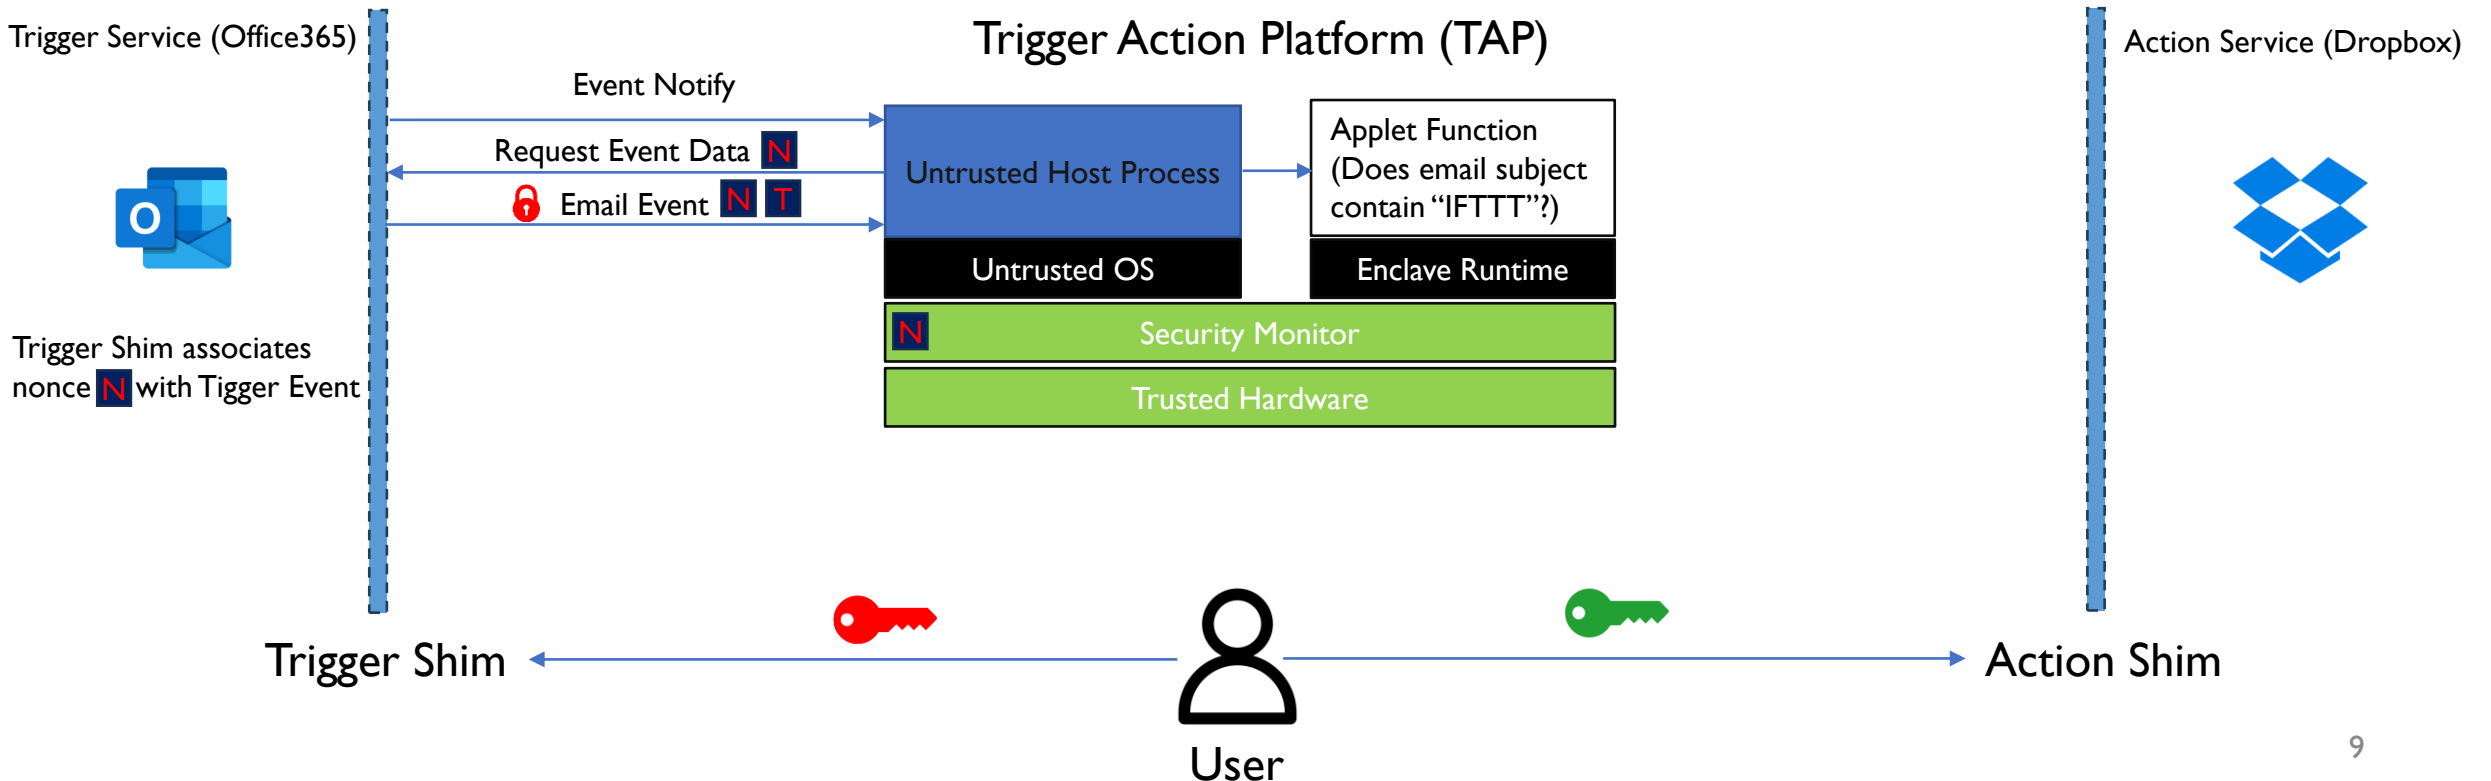 Trigger Service (Office365)
Trigger Action Platform (TAP)
Action Service (Dropbox)
Event Notify
Request Event Data N
Email Event N T
Untrusted Host Process
Applet Function
(Does email subject
contain “IFTTT”?)
O
Untrusted OS
Enclave Runtime
N Security Monitor
Trusted Hardware
Trigger Shim associates
nonce N with Tigger Event
Trigger Shim
Action Shim
User
9